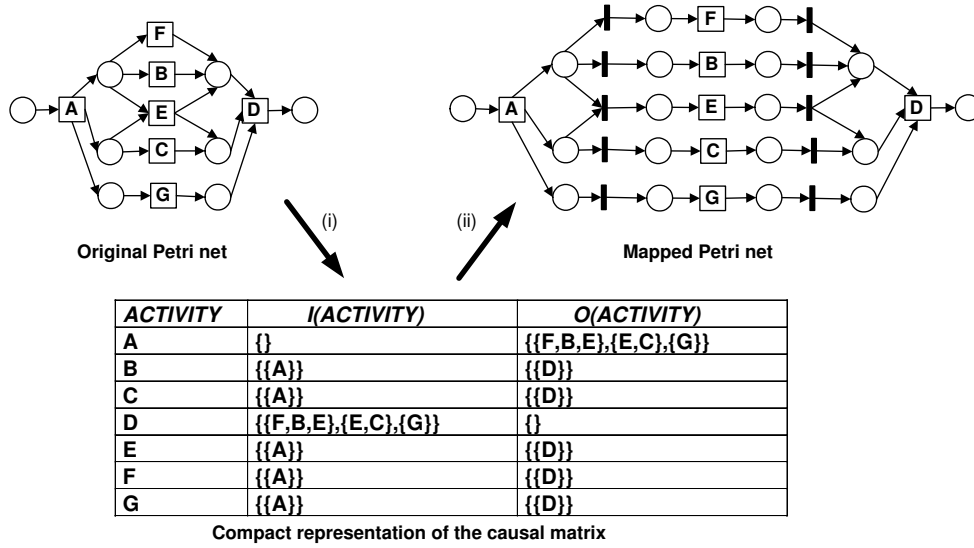 F
B
A
E
D
C
G
Original Petri net
(i)
F
B
A
E
D
C
G
Mapped Petri net
(ii)
ACTIVITY I(ACTIVITY) O(ACTIVITY)
A {} {{F,B,E},{E,C},{G}}
B {{A}} {{D}}
C {{A}} {{D}}
D {{F,B,E},{E,C},{G}} {}
E {{A}} {{D}}
F {{A}} {{D}}
G {{A}} {{D}}
Compact representation of the causal matrix